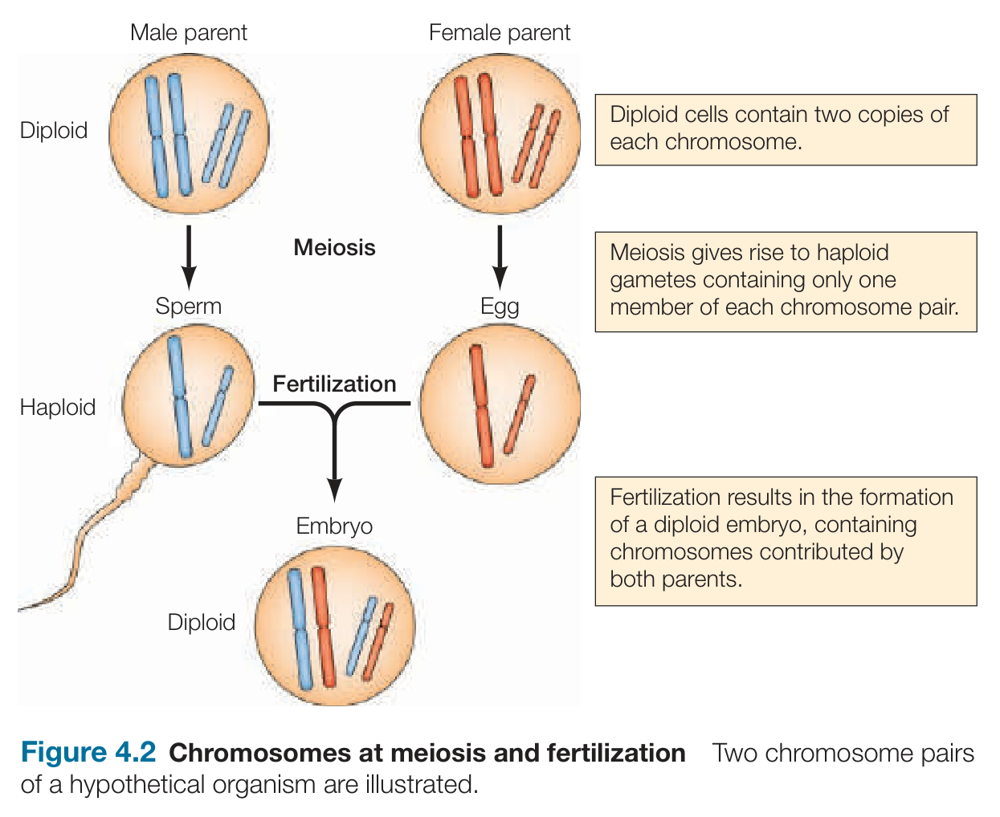 Male parent
Female parent
Diploid
Diploid cells contain two copies of
each chromosome.
Meiosis
Meiosis gives rise to haploid
gametes containing only one
member of each chromosome pair.
Sperm
Egg
Haploid
Fertilization
Fertilization results in the formation
of a diploid embryo, containing
chromosomes contributed by
both parents.
Embryo
Diploid
Figure 4.2 Chromosomes at meiosis and fertilization Two chromosome pairs
of a hypothetical organism are illustrated.